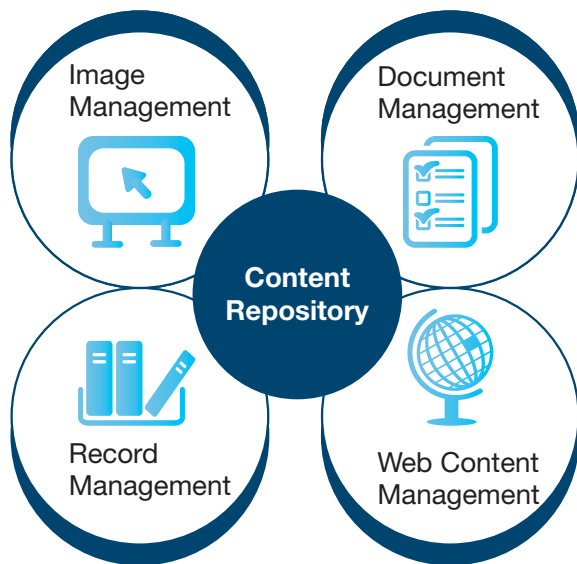 Image
Management
Document
Management
Content
Repository
Record
Management
Web Content
Management